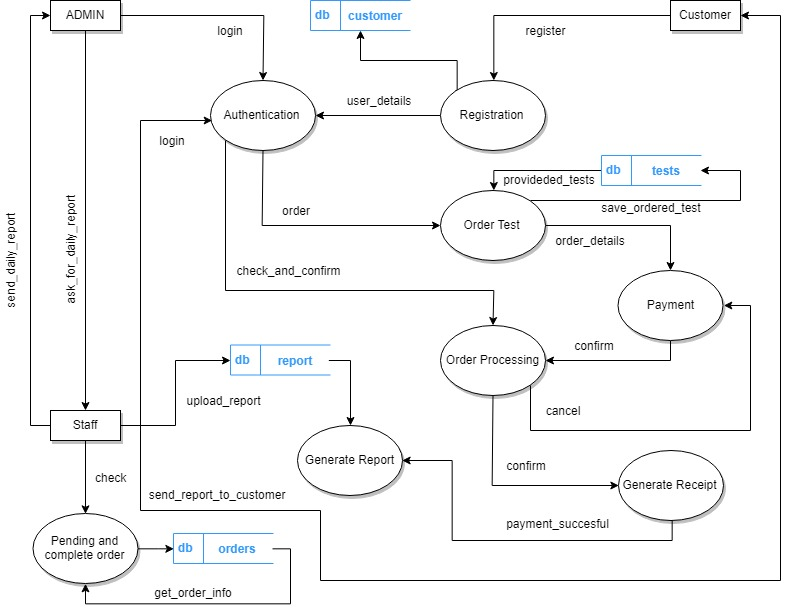 ADMIN
db
customer
Customer
login
register
Authentication
user_details
Registration
login
db
tests
provideded_tests
save_ordered_test
send_daily_report
ask_for_daily_report
order
Order Test
order_details
check_and_confirm
Payment
confirm
db
report
Order Processing
upload_report
cancel
Staff
Generate Report
confirm
check
send_report_to_customer
Generate Receipt
payment_succesful
Pending and
complete order
db
orders
get_order_info